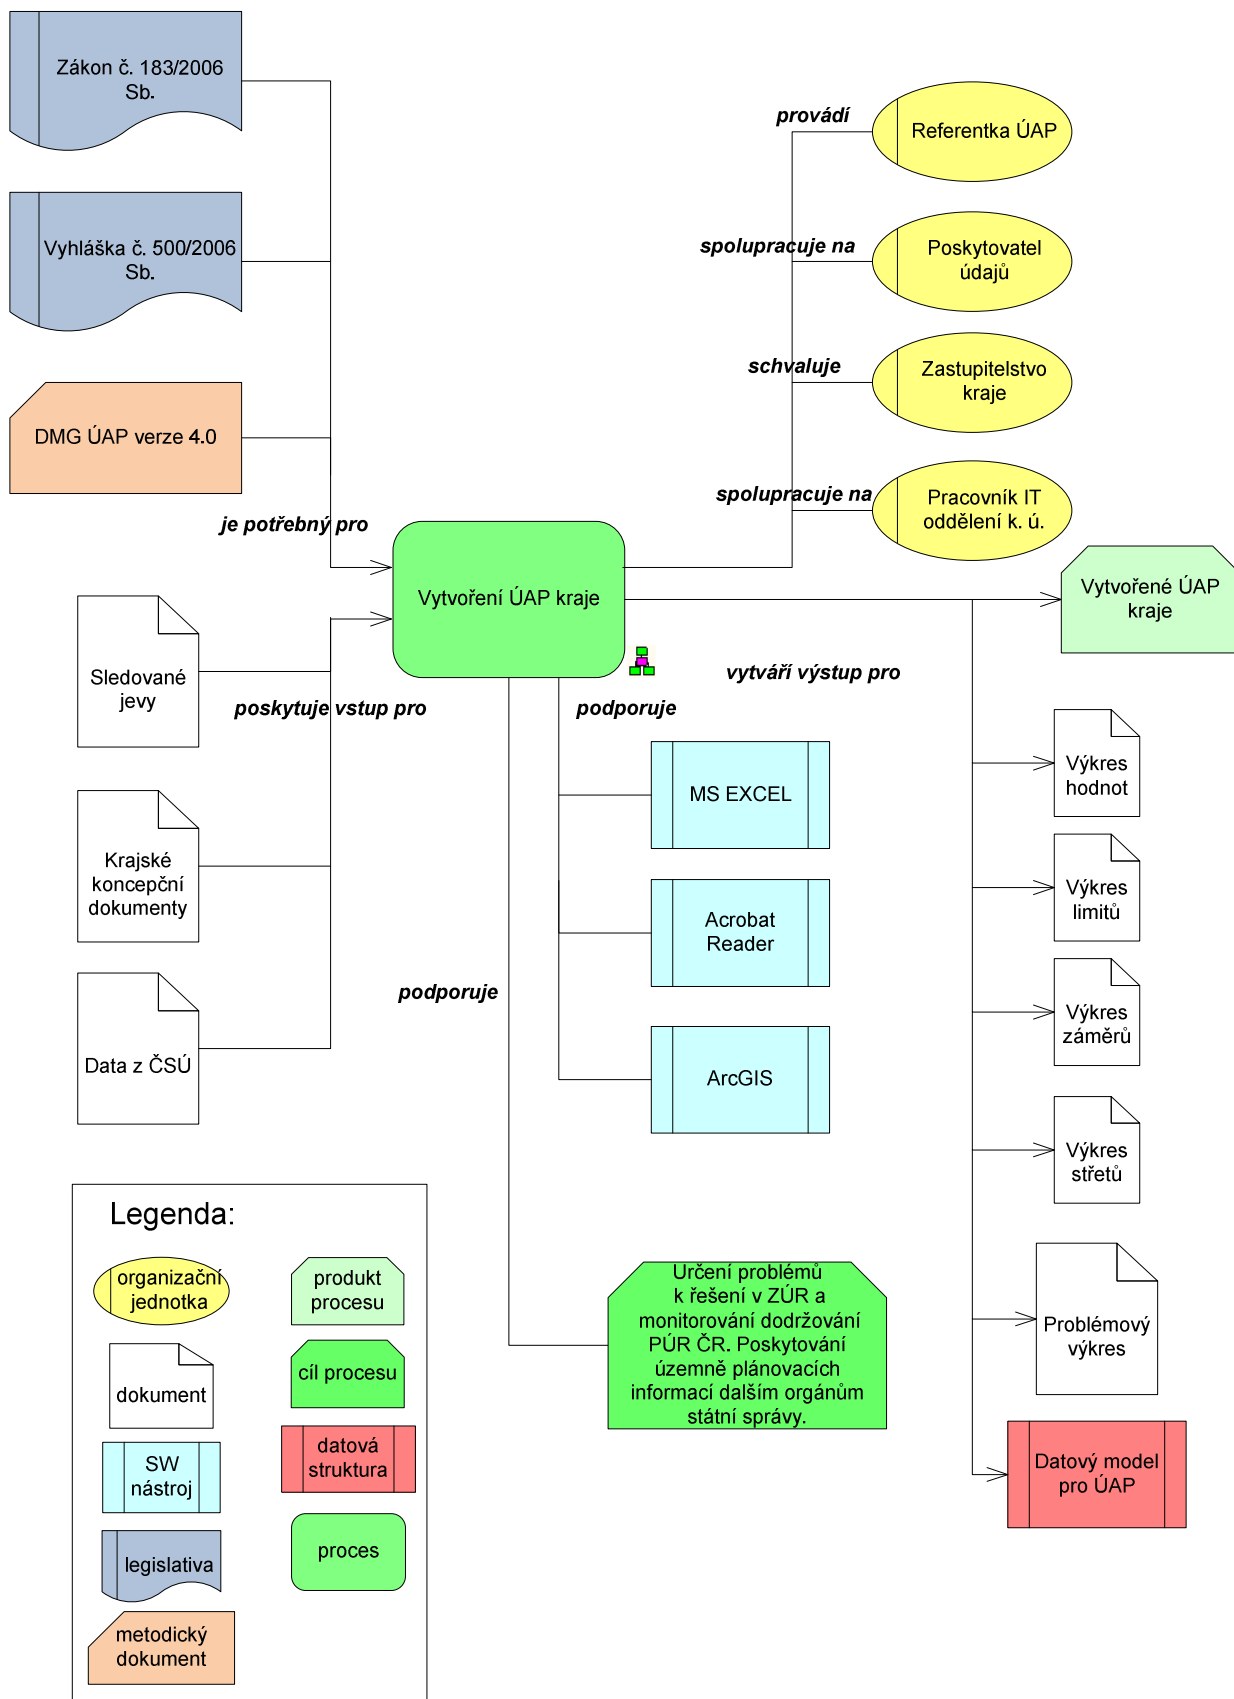 Zákon č. 183/2006
Sb.
Vyhláška č. 500/2006
Sb.
DMG ÚAP verze 4.0
je potřebný pro
provádí
Referentka ÚAP
spolupracuje na
Poskytovatel
údajů
schvaluje
Zastupitelstvo
kraje
spolupracuje na
Pracovník IT
oddělení k. ú.
Vytvoření ÚAP kraje
Vytvořené ÚAP
kraje
Sledované
jevy
poskytuje vstup pro
Krajské
koncepční
dokumenty
Data z ČSÚ
podporuje
MS EXCEL
Acrobat
Reader
ArcGIS
podporuje
vytváří výstup pro
Výkres
hodnot
Výkres
limitů
Výkres
záměrů
Výkres
střetů
Problémový
výkres
Datový model
pro ÚAP
Určení problémů
k řešení v ZÚR a
monitorování dodržování
PÚR ČR. Poskytování
územně plánovacích
informací dalším orgánům
státní správy.
Legenda:
organizační
jednotka
dokument
SW
nástroj
legislativa
metodický
dokument
produkt
procesu
cíl procesu
datová
struktura
proces